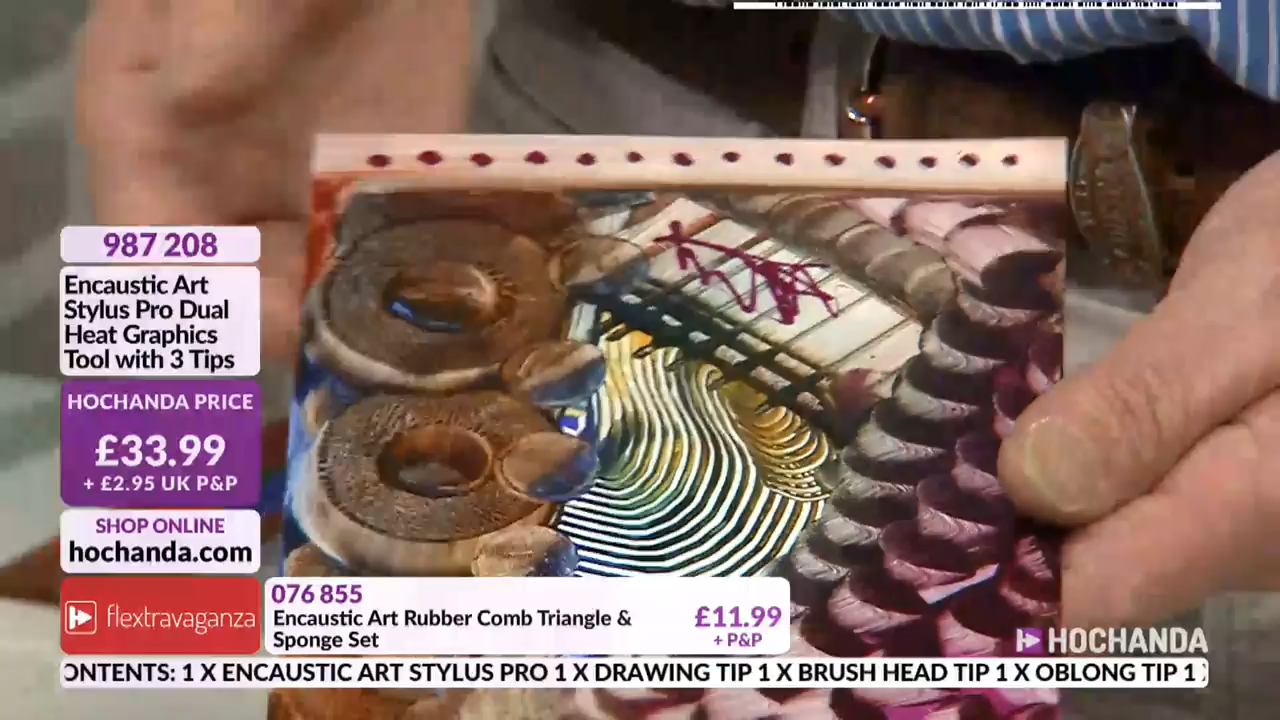 987 208
Encaustic Art
Stylus Pro Dual
Heat Graphics
Tool with 3 Tips
HOCHANDA PRICE
£33.99
+ £2.95 UK P&P
SHOP ONLINE
hochanda.com
flextravaganza
076 855
Encaustic Art Rubber Comb Triangle &
Sponge Set
£11.99
+ P&P
HOCHANDA
ONTENTS: 1 X ENCAUSTIC ART STYLUS PRO 1 X DRAWING TIP 1 X BRUSH HEAD TIP 1 X OBLONG TIP 1